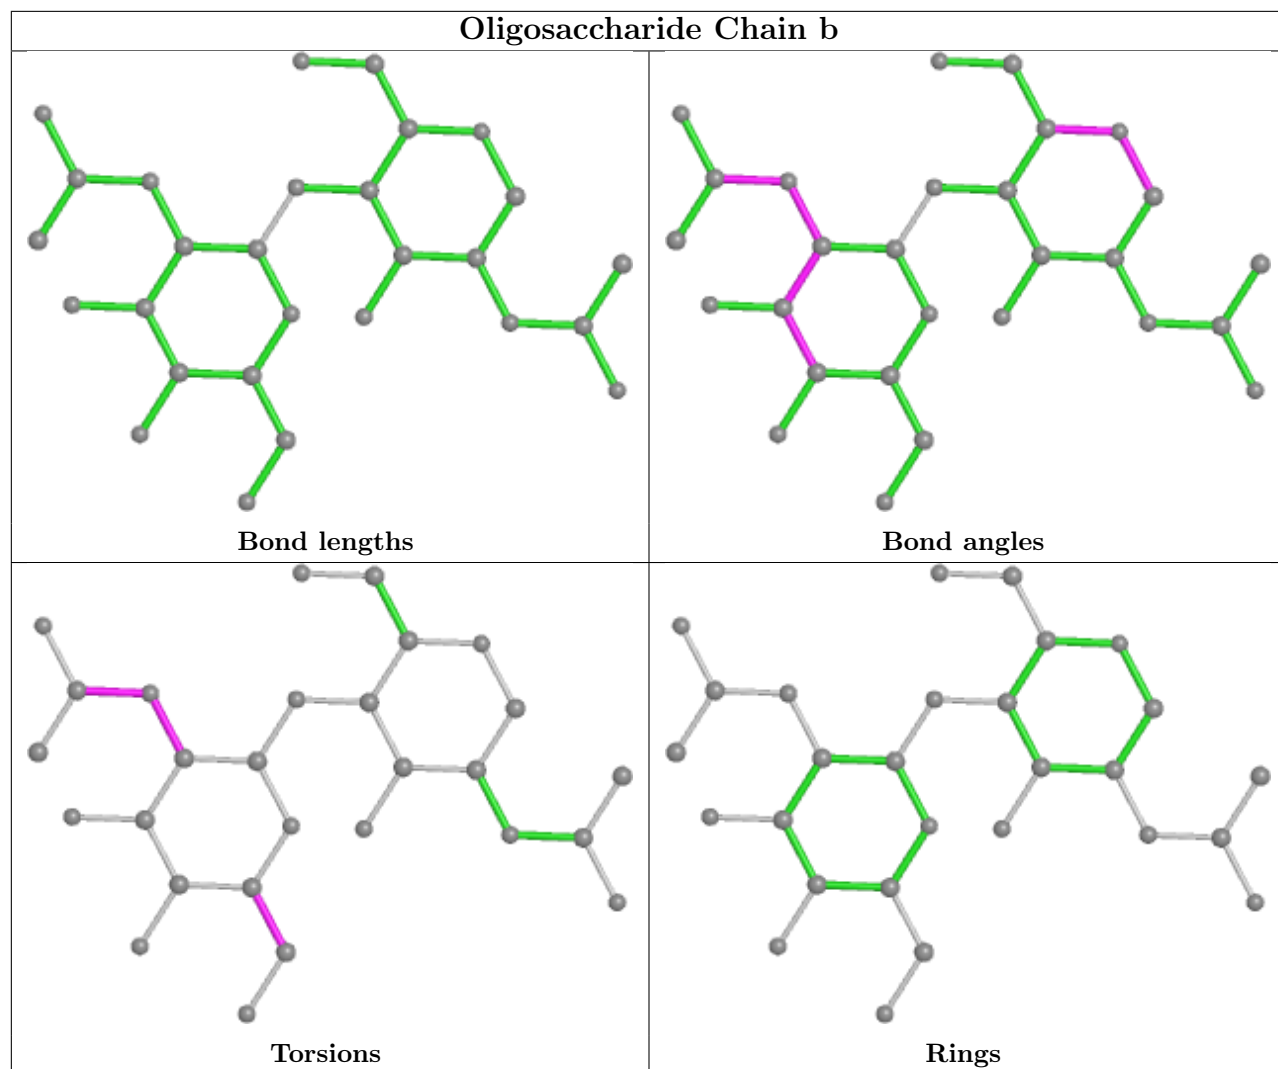 Oligosaccharide Chain b
Bond lengths
Bond angles
Torsions
Rings